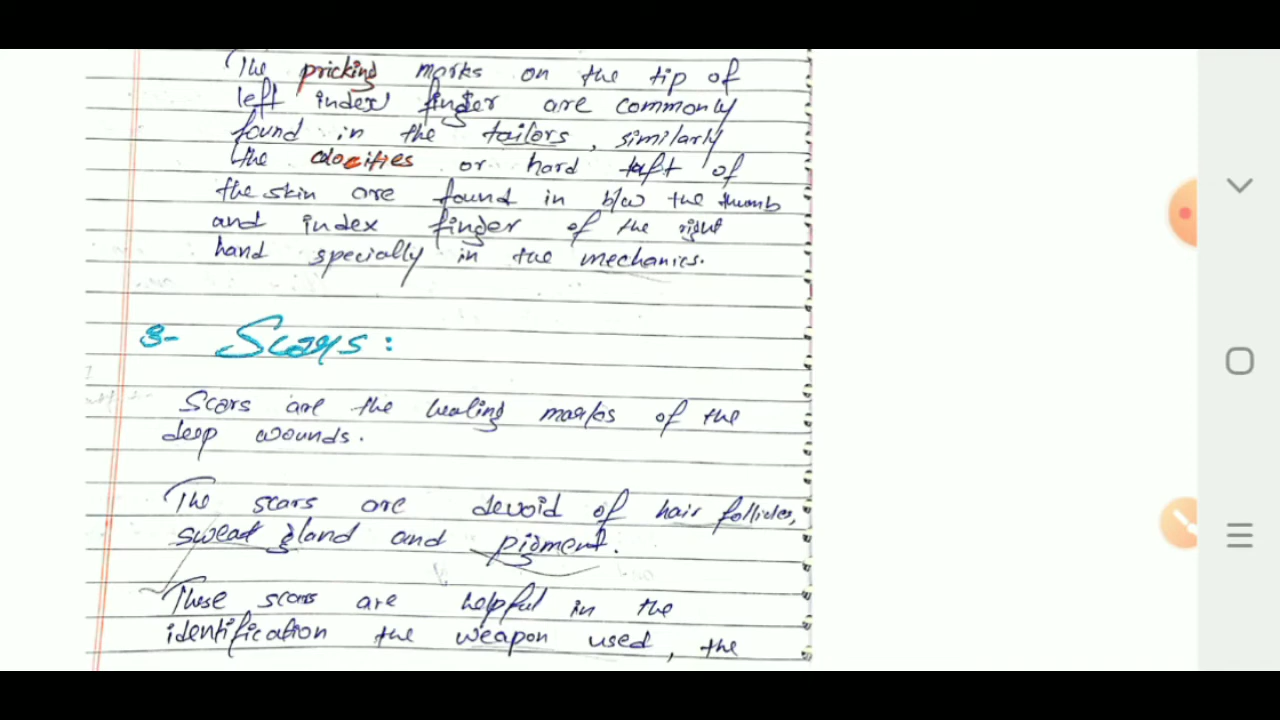 The pricking marks on the tip of
left index finger are commonly
found in the tailors, similarly
the or hard of
the skin are found in b/w the thumb
and index finger of the right
hand specially in the mechanics.
3- Scars:
Scars are the healing marks of the
deep wounds.
The scars are devoid of hair follicles,
sweat gland and pigment.
These scars are helpful in the
identification the weapon used, the